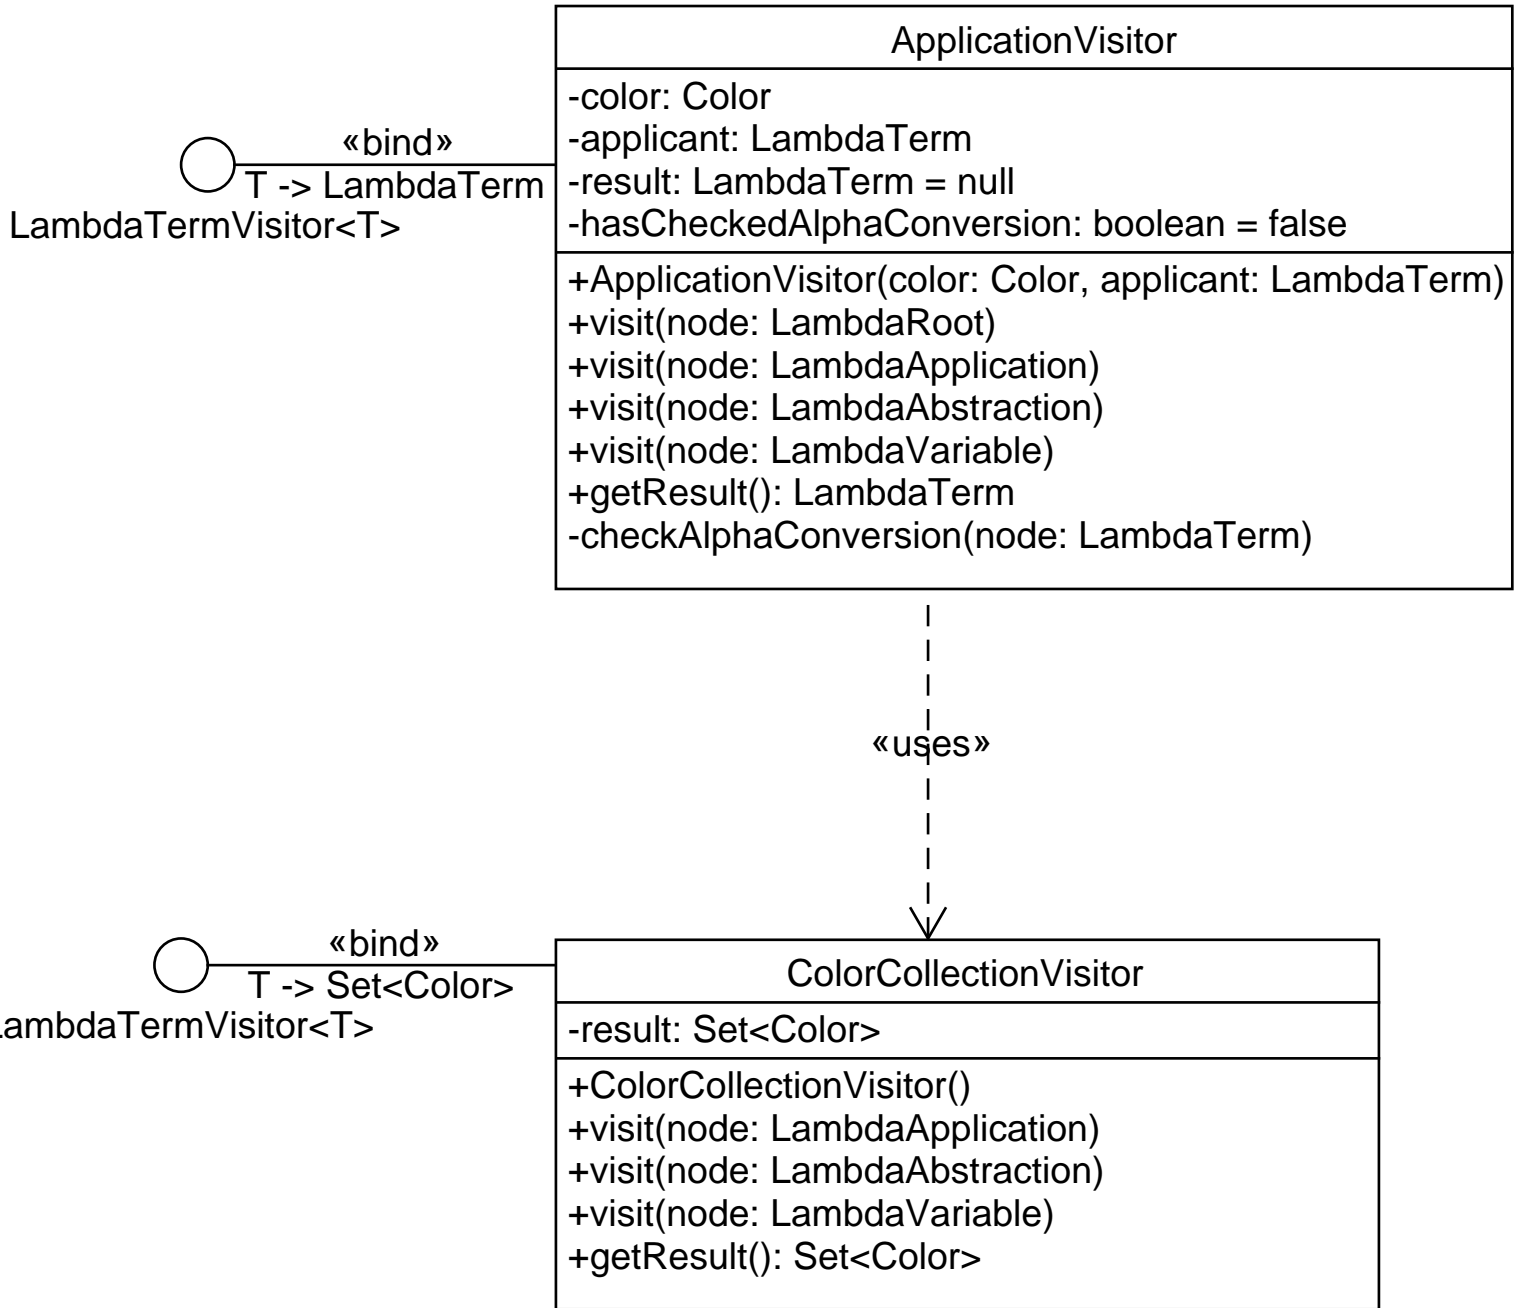 ApplicationVisitor
-color: Color
-applicant: LambdaTerm
-result: LambdaTerm = null
-hasCheckedAlphaConversion: boolean = false
«bind»
T -> LambdaTerm
LambdaTermVisitor<T>
+ApplicationVisitor(color: Color, applicant: LambdaTerm)
+visit(node: LambdaRoot)
+visit(node: LambdaApplication)
+visit(node: LambdaAbstraction)
+visit(node: LambdaVariable)
+getResult(): LambdaTerm
-checkAlphaConversion(node: LambdaTerm)
«uses»
«bind»
T -> Set<Color>
LambdaTermVisitor<T>
ColorCollectionVisitor
-result: Set<Color>
+ColorCollectionVisitor()
+visit(node: LambdaApplication)
+visit(node: LambdaAbstraction)
+visit(node: LambdaVariable)
+getResult(): Set<Color>